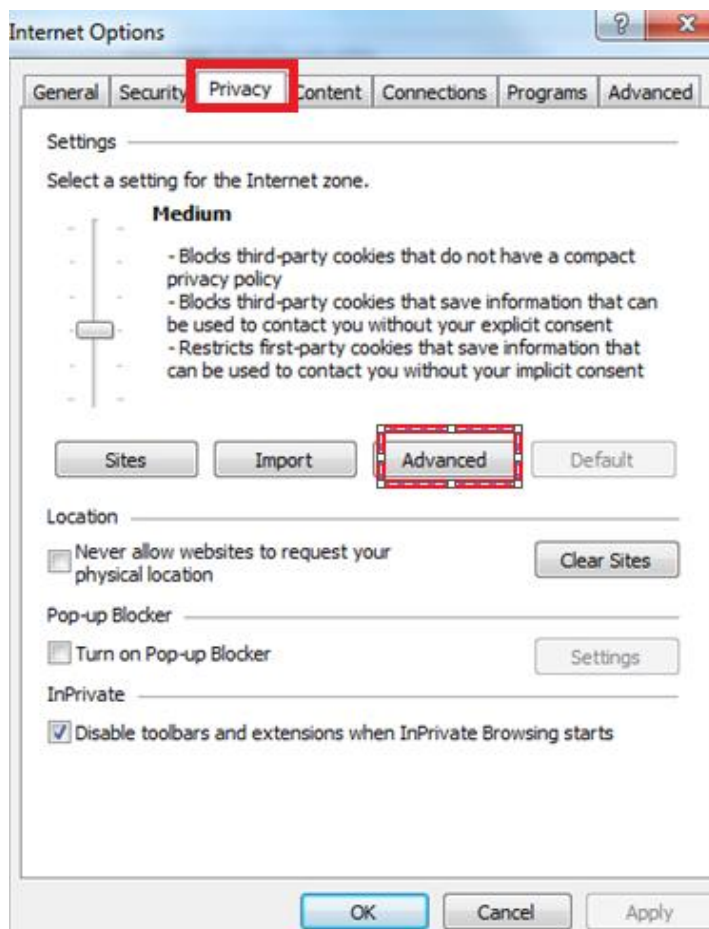 Internet Options
General Security Privacy Content Connections Programs Advanced
Settings
Select a setting for the Internet zone.
Medium
- Blocks third-party cookies that do not have a compact
privacy policy
- Blocks third-party cookies that save information that can
be used to contact you without your explicit consent
- Restricts first-party cookies that save information that
can be used to contact you without your implicit consent
Sites Import Advanced Default
Location
Never allow websites to request your
physical location
Clear Sites
Pop-up Blocker
Turn on Pop-up Blocker Settings
InPrivate
Disable toolbars and extensions when InPrivate Browsing starts
OK Cancel Apply